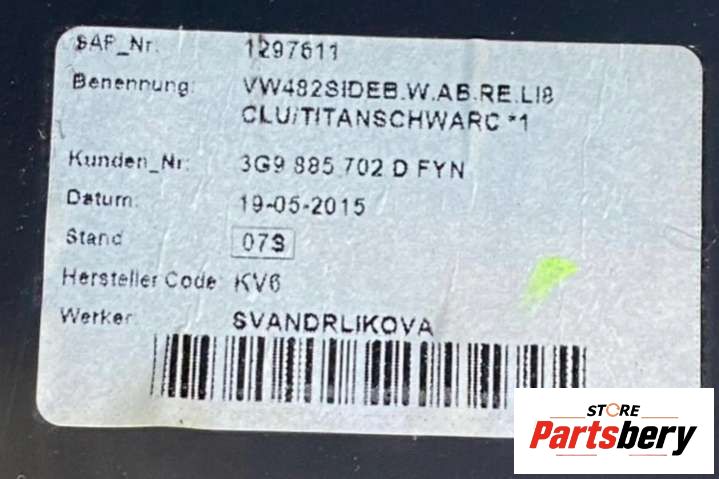 SAP_Nr: 1297611
Benennung: VW482SIDEB.W.AB.RE.LI8
CLU/TITANSCHWARC *1
Kunden_Nr: 3G9 885 702 D FYN
Datum: 19-05-2015
Stand 07S
Hersteller Code KV6
Werker: SVANDRLIKOVA
STORE
Partsbery